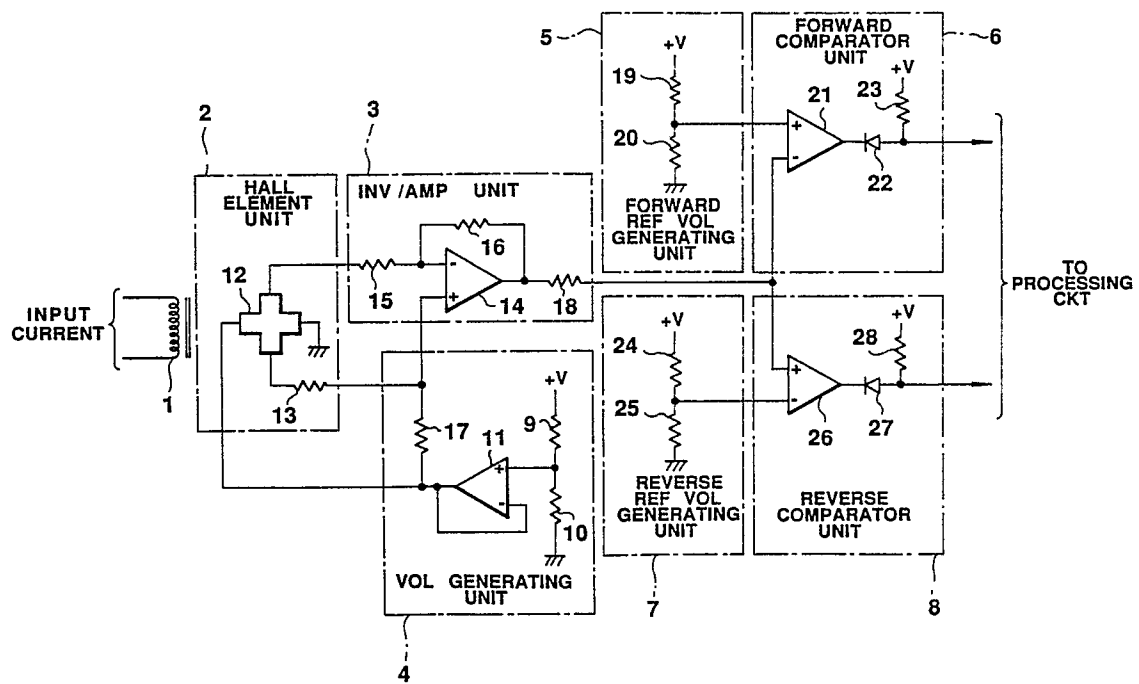 5
FORWARD
COMPARATOR
UNIT
6
+V
+V
19
20
21
23
22
FORWARD
REF VOL
GENERATING
UNIT
2
3
HALL
ELEMENT
UNIT
INV/AMP UNIT
16
12
15
14
18
INPUT
CURRENT
1
13
TO
PROCESSING
CKT
+V
+V
24
25
28
26
27
+V
17
11
9
10
REVERSE
REF VOL
GENERATING
UNIT
REVERSE
COMPARATOR
UNIT
VOL GENERATING
UNIT
7
8
4